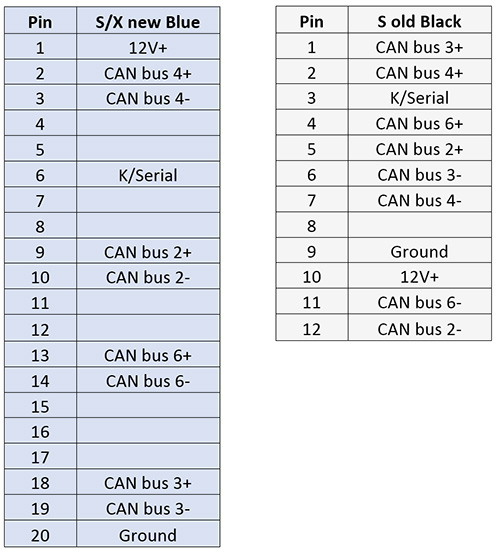 Pin S/X new Blue
1 12V+
2 CAN bus 4+
3 CAN bus 4-
4
5
6 K/Serial
7
8
9 CAN bus 2+
10 CAN bus 2-
11
12
13 CAN bus 6+
14 CAN bus 6-
15
16
17
18 CAN bus 3+
19 CAN bus 3-
20 Ground
Pin S old Black
1 CAN bus 3+
2 CAN bus 4+
3 K/Serial
4 CAN bus 6+
5 CAN bus 2+
6 CAN bus 3-
7 CAN bus 4-
8
9 Ground
10 12V+
11 CAN bus 6-
12 CAN bus 2-